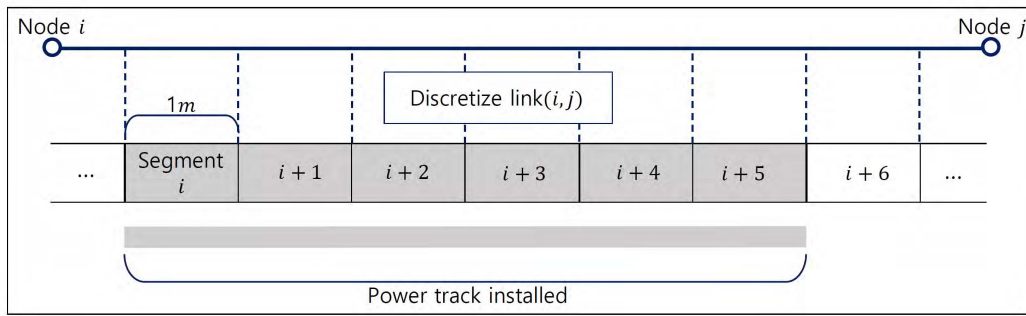 Node i
Node j
Discretize link(i,j)
1m
... Segment i i + 1 i + 2 i + 3 i + 4 i + 5 i + 6 ...
Power track installed